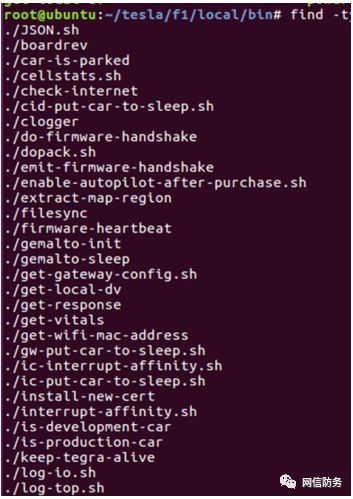 root@ubuntu:~/tesla/f1/local/bin# find -ty
./JSON.sh
./boardrev
./car-is-parked
./cellstats.sh
./check-internet
./cid-put-car-to-sleep.sh
./clogger
./do-firmware-handshake
./dopack.sh
./emit-firmware-handshake
./enable-autopilot-after-purchase.sh
./extract-map-region
./filesync
./firmware-heartbeat
./gemalto-init
./gemalto-sleep
./get-gateway-config.sh
./get-local-dv
./get-response
./get-vitals
./get-wifi-mac-address
./gw-put-car-to-sleep.sh
./ic-interrupt-affinity.sh
./ic-put-car-to-sleep.sh
./install-new-cert
./interrupt-affinity.sh
./is-development-car
./is-production-car
./keep-tegra-alive
./log-io.sh
./log-top.sh
网信防务